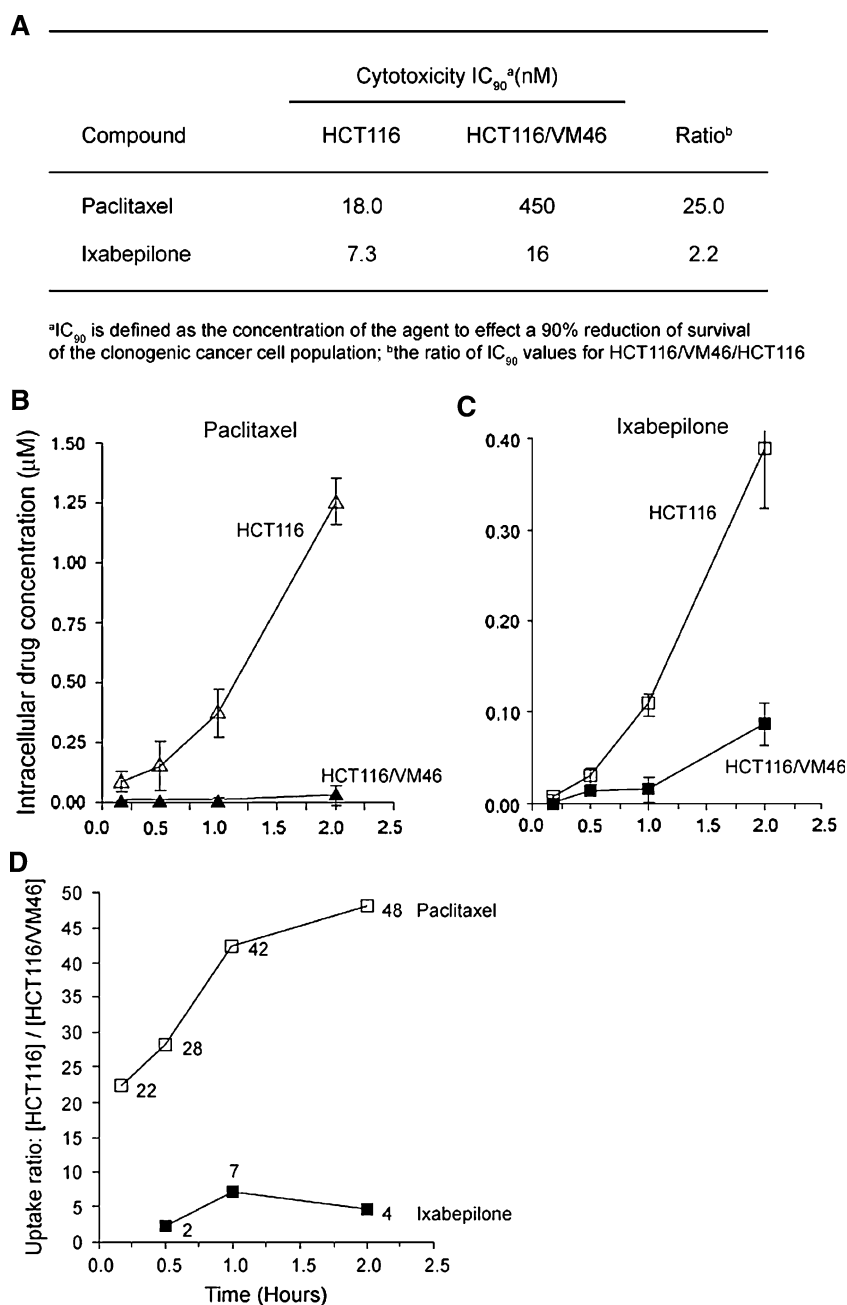 A
Cytotoxicity IC90a(nM)
Compound HCT116 HCT116/VM46 Ratiob
Paclitaxel 18.0 450 25.0
Ixabepilone 7.3 16 2.2
aIC90 is defined as the concentration of the agent to effect a 90% reduction of survival
of the clonogenic cancer cell population; bthe ratio of IC90 values for HCT116/VM46/HCT116
B
Paclitaxel
Intracellular drug concentration (μM)
1.50
1.25
1.00
0.75
0.50
0.25
0.00
HCT116
HCT116/VM46
0.0 0.5 1.0 1.5 2.0 2.5
C
Ixabepilone
0.40
0.30
0.20
0.10
0.00
HCT116
HCT116/VM46
0.0 0.5 1.0 1.5 2.0 2.5
D
Uptake ratio: [HCT116] / [HCT116/VM46]
50
45
40
35
30
25
20
15
10
5
0
48 Paclitaxel
42
28
22
7
2
4 Ixabepilone
0.0 0.5 1.0 1.5 2.0 2.5
Time (Hours)